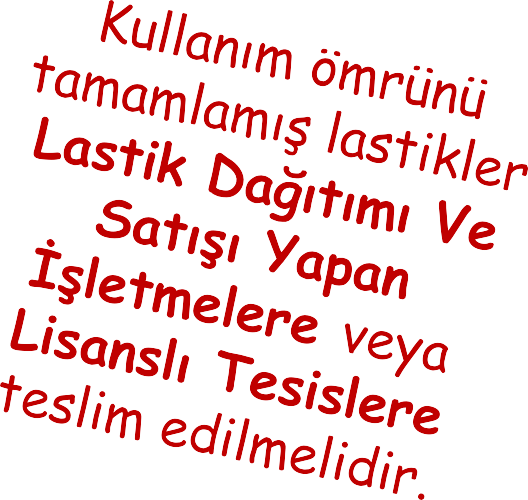 Kullanım ömrünü
tamamlamış lastikler
Lastik Dağıtımı Ve
Satışı Yapan
İşletmelere veya
Lisanslı Tesislere
teslim edilmelidir.